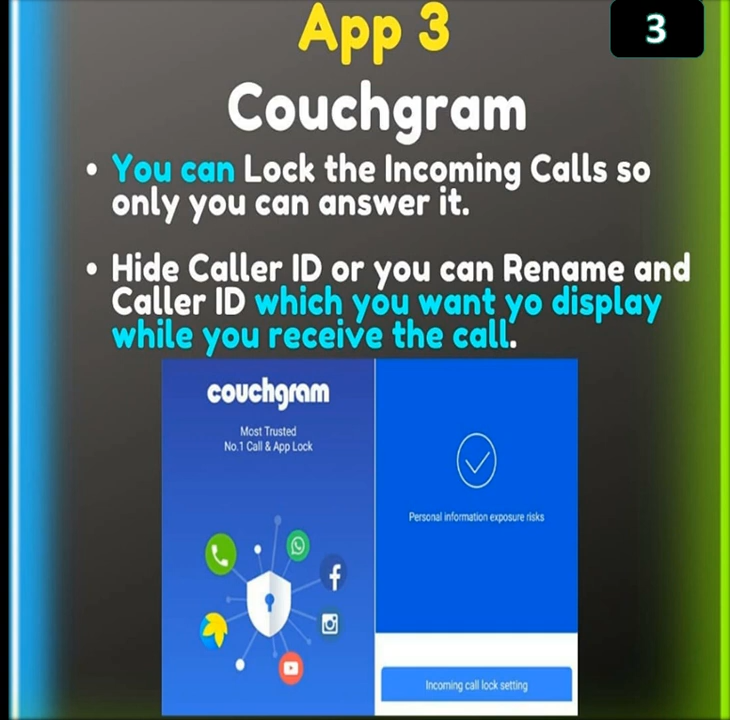 App 3
3
Couchgram
• You can Lock the Incoming Calls so
only you can answer it.
• Hide Caller ID or you can Rename and
Caller ID which you want yo display
while you receive the call.
couchgram
Most Trusted
No.1 Call & App Lock
Personal information exposure risks
Incoming call lock setting